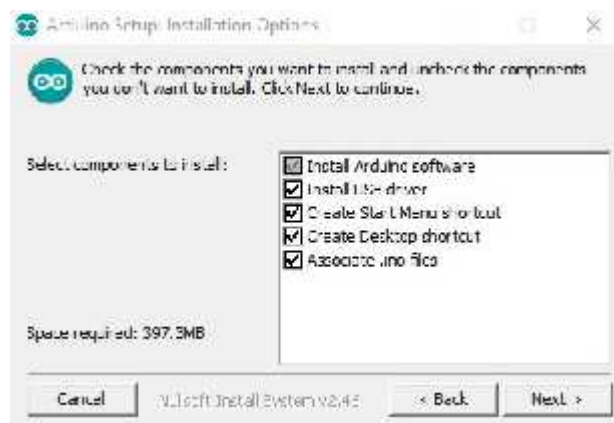 Arduino Setup: Installation Options
Check the components you want to install and uncheck the components
you don't want to install. Click Next to continue.
Select components to install:
Install Arduino software
Install USB driver
Create Start Menu shortcut
Create Desktop shortcut
Associate .ino files
Space required: 397.3MB
Cancel
Nullsoft Install System v2.46
< Back
Next >